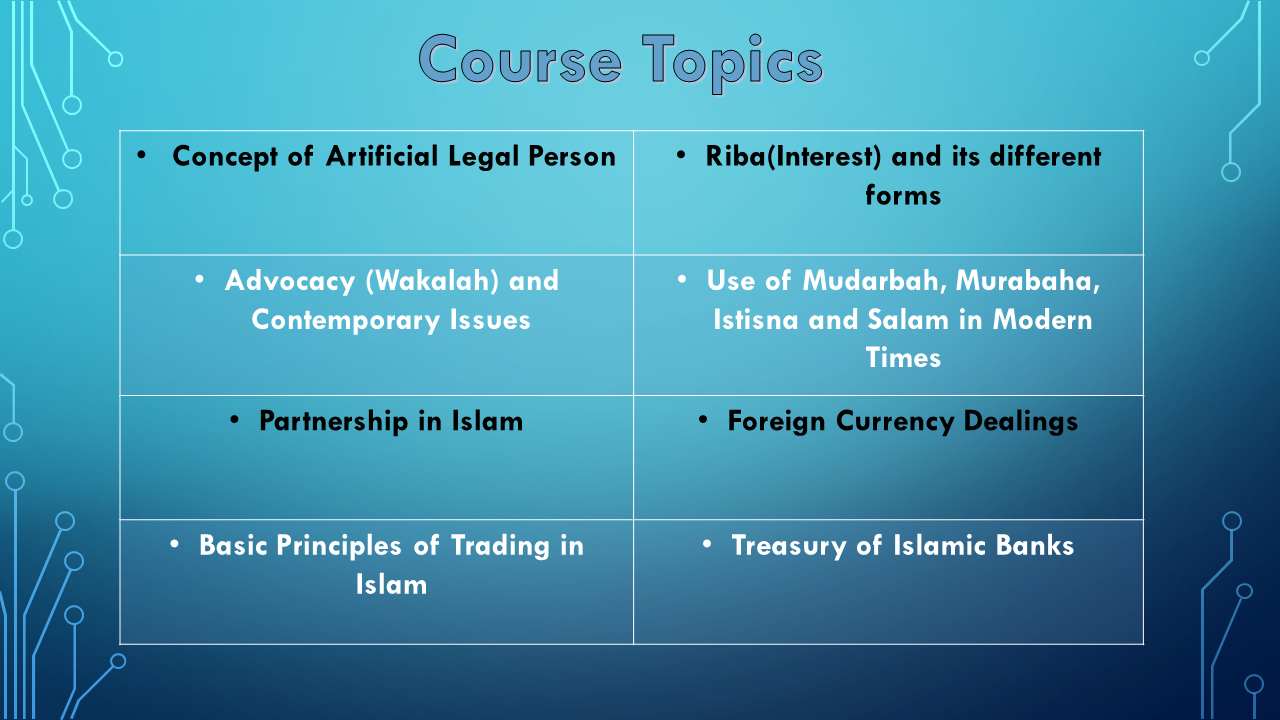 Course Topics
• Concept of Artificial Legal Person
• Riba(Interest) and its different
forms
• Advocacy (Wakalah) and
Contemporary Issues
• Use of Mudarbah, Murabaha,
Istisna and Salam in Modern
Times
• Partnership in Islam
• Foreign Currency Dealings
• Basic Principles of Trading in
Islam
• Treasury of Islamic Banks